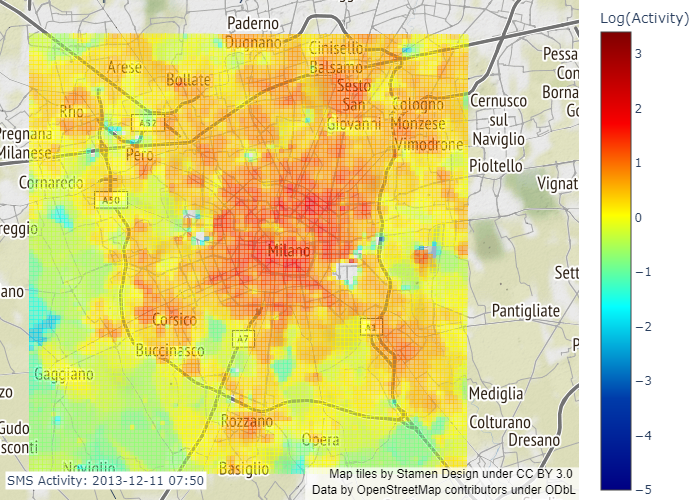 Log(Activity)
3
2
1
0
−1
−2
−3
−4
−5
Paderno
Dugnano
Cinisello
Balsamo
Arese
Bollate
Sesto
San
Giovanni
Cologno
Monzese
Vimodrone
Pessa
Con
Borna
Go
Cernusco
sul
Naviglio
Rho
A52
Pero
Pregnana
Milanese
Pioltello
Cornaredo
A50
Vignat
reggio
Milano
Sett
ano
Pantigliate
Corsico
A7
A1
Buccinasco
P
Gaggiano
zo
Mediglia
Rozzano
Colturano
Dresano
Gudo
sconti
Opera
Noviglio
Basiglio
SMS Activity: 2013-12-11 07:50
Map tiles by Stamen Design under CC BY 3.0
Data by OpenStreetMap contributors under ODbL